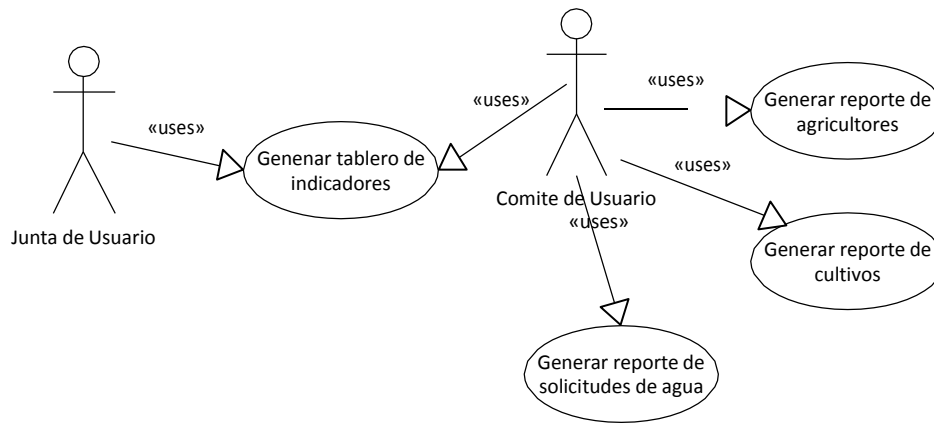 «uses»
«uses»
«uses»
Generar reporte de
agricultores
Genenar tablero de
indicadores
«uses»
Junta de Usuario
Comite de Usuario
«uses»
Generar reporte de
cultivos
Generar reporte de
solicitudes de agua